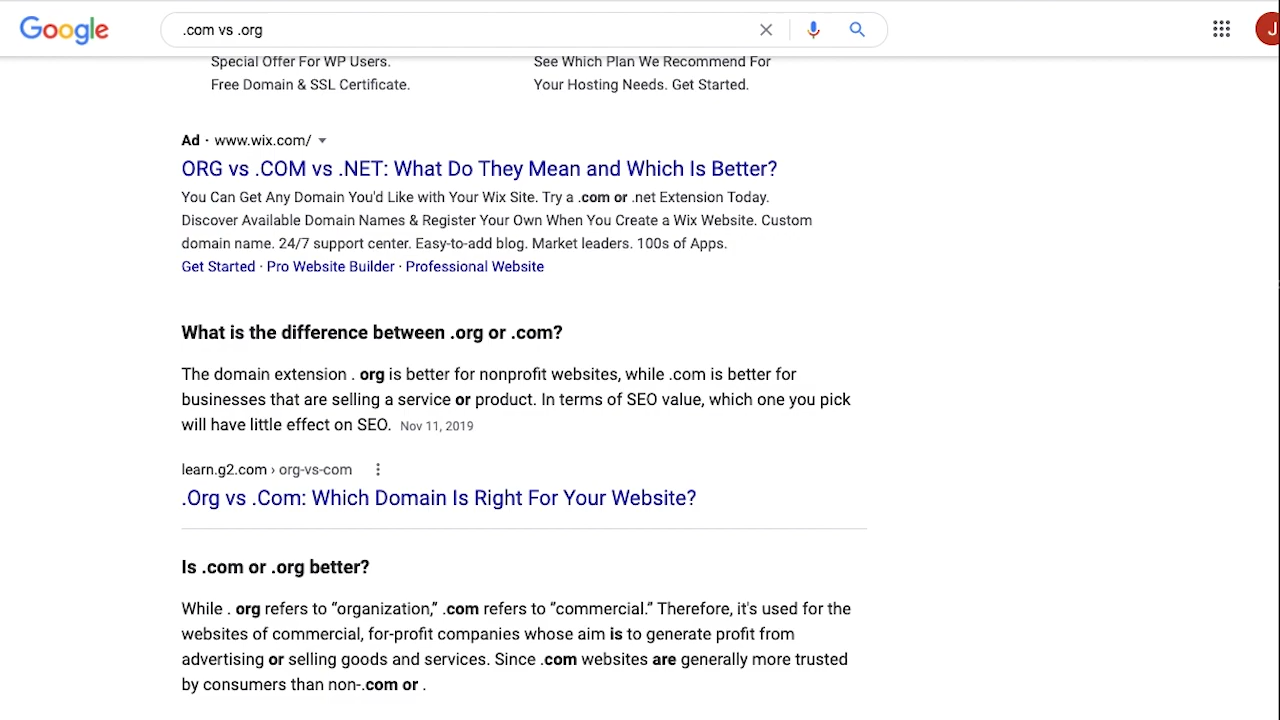 Google
.com vs .org
J
Special Offer For WP Users.
Free Domain & SSL Certificate.
See Which Plan We Recommend For
Your Hosting Needs. Get Started.
Ad · www.wix.com/
ORG vs .COM vs .NET: What Do They Mean and Which Is Better?
You Can Get Any Domain You'd Like with Your Wix Site. Try a .com or .net Extension Today.
Discover Available Domain Names & Register Your Own When You Create a Wix Website. Custom
domain name. 24/7 support center. Easy-to-add blog. Market leaders. 100s of Apps.
Get Started · Pro Website Builder · Professional Website
What is the difference between .org or .com?
The domain extension . org is better for nonprofit websites, while .com is better for
businesses that are selling a service or product. In terms of SEO value, which one you pick
will have little effect on SEO. Nov 11, 2019
learn.g2.com › org-vs-com
.Org vs .Com: Which Domain Is Right For Your Website?
Is .com or .org better?
While . org refers to “organization,” .com refers to ”commercial.” Therefore, it's used for the
websites of commercial, for-profit companies whose aim is to generate profit from
advertising or selling goods and services. Since .com websites are generally more trusted
by consumers than non-.com or .